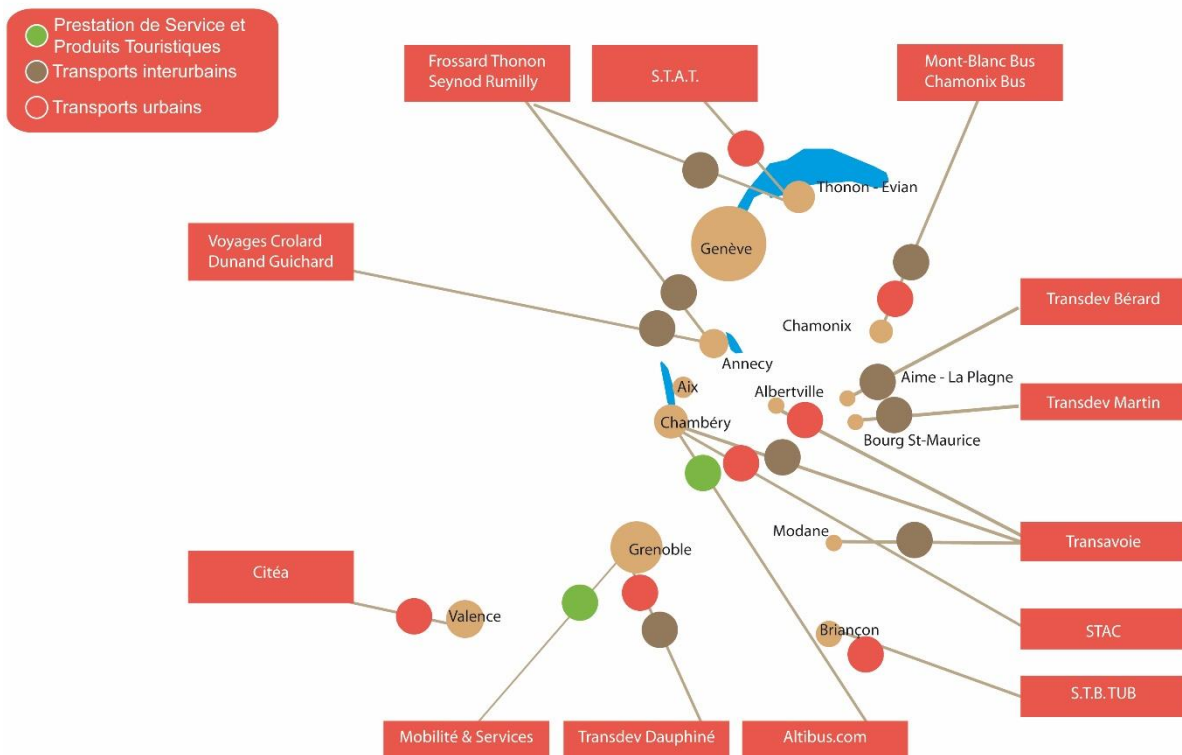 Prestation de Service et
Produits Touristiques
Transports interurbains
Transports urbains
Frossard Thonon
Seynod Rumilly
S.T.A.T.
Mont-Blanc Bus
Chamonix Bus
Thonon - Evian
Voyages Crolard
Dunand Guichard
Genève
Transdev Bérard
Chamonix
Annecy
Aix
Albertville
Aime - La Plagne
Transdev Martin
Chambéry
Bourg St-Maurice
Modane
Transavoie
Grenoble
Citéa
Valence
Briançon
STAC
S.T.B. TUB
Mobilité & Services
Transdev Dauphiné
Altibus.com